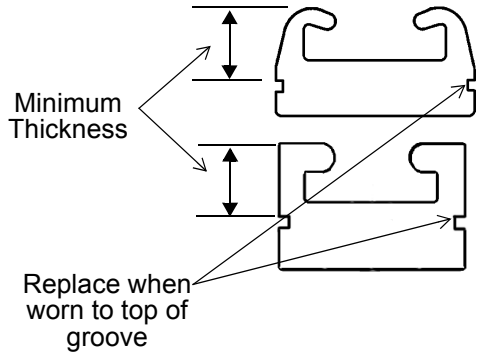 Minimum
Thickness
Replace when
worn to top of
groove